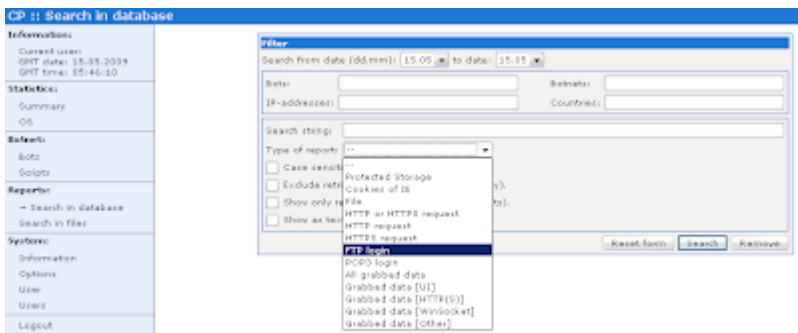 CP :: Search in database
Information:
Current user:
GMT date: 15.05.2009
GMT time: 05:46:10
Statistics:
Summary
OS
Botnet:
Bots
Scripts
Reports:
→ Search in database
Search in files
System:
Information
Options
User
Users
Logout
Filter
Search from date (dd.mm): 15.05 to date: 15.05
Bots: Botnets:
IP-addresses: Countries:
Search string:
Type of report: --
Case sensit
Exclude retri y).
Show only re ts).
Show as tex
--
Protected Storage
Cookies of IE
File
HTTP or HTTPS request
HTTP request
HTTPS request
FTP login
POP3 login
All grabbed data
Grabbed data [UI]
Grabbed data [HTTP(S)]
Grabbed data [WinSocket]
Grabbed data [Other]
Reset form Search Remove